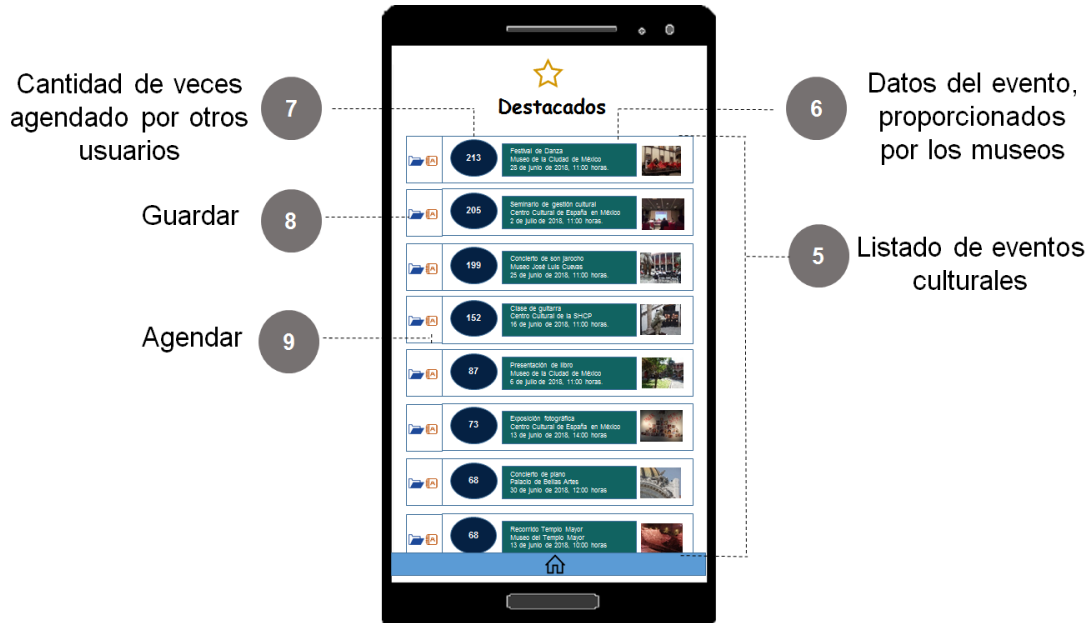 Cantidad de veces
agendado por otros
usuarios
7
Guardar
8
Agendar
9
Destacados
213
Festival de Danza
Museo de la Ciudad de México
28 de junio de 2018, 11:00 horas.
205
Seminario de gestión cultural
Centro Cultural de España en México
2 de julio de 2018, 11:00 horas.
199
Concierto de son jarocho
Museo José Luis Cuevas
25 de junio de 2018, 11:00 horas.
152
Clase de guitarra
Centro Cultural de la SHCP
16 de junio de 2018, 11:00 horas.
87
Presentación de libro
Museo de la Ciudad de México
6 de julio de 2018, 11:00 horas.
73
Exposición fotográfica
Centro Cultural de España en México
13 de junio de 2018, 14:00 horas
68
Concierto de piano
Palacio de Bellas Artes
30 de junio de 2018, 12:00 horas
68
Recorrido Templo Mayor
Museo del Templo Mayor
13 de junio de 2018, 10:00 horas
6
Datos del evento,
proporcionados
por los museos
5
Listado de eventos
culturales